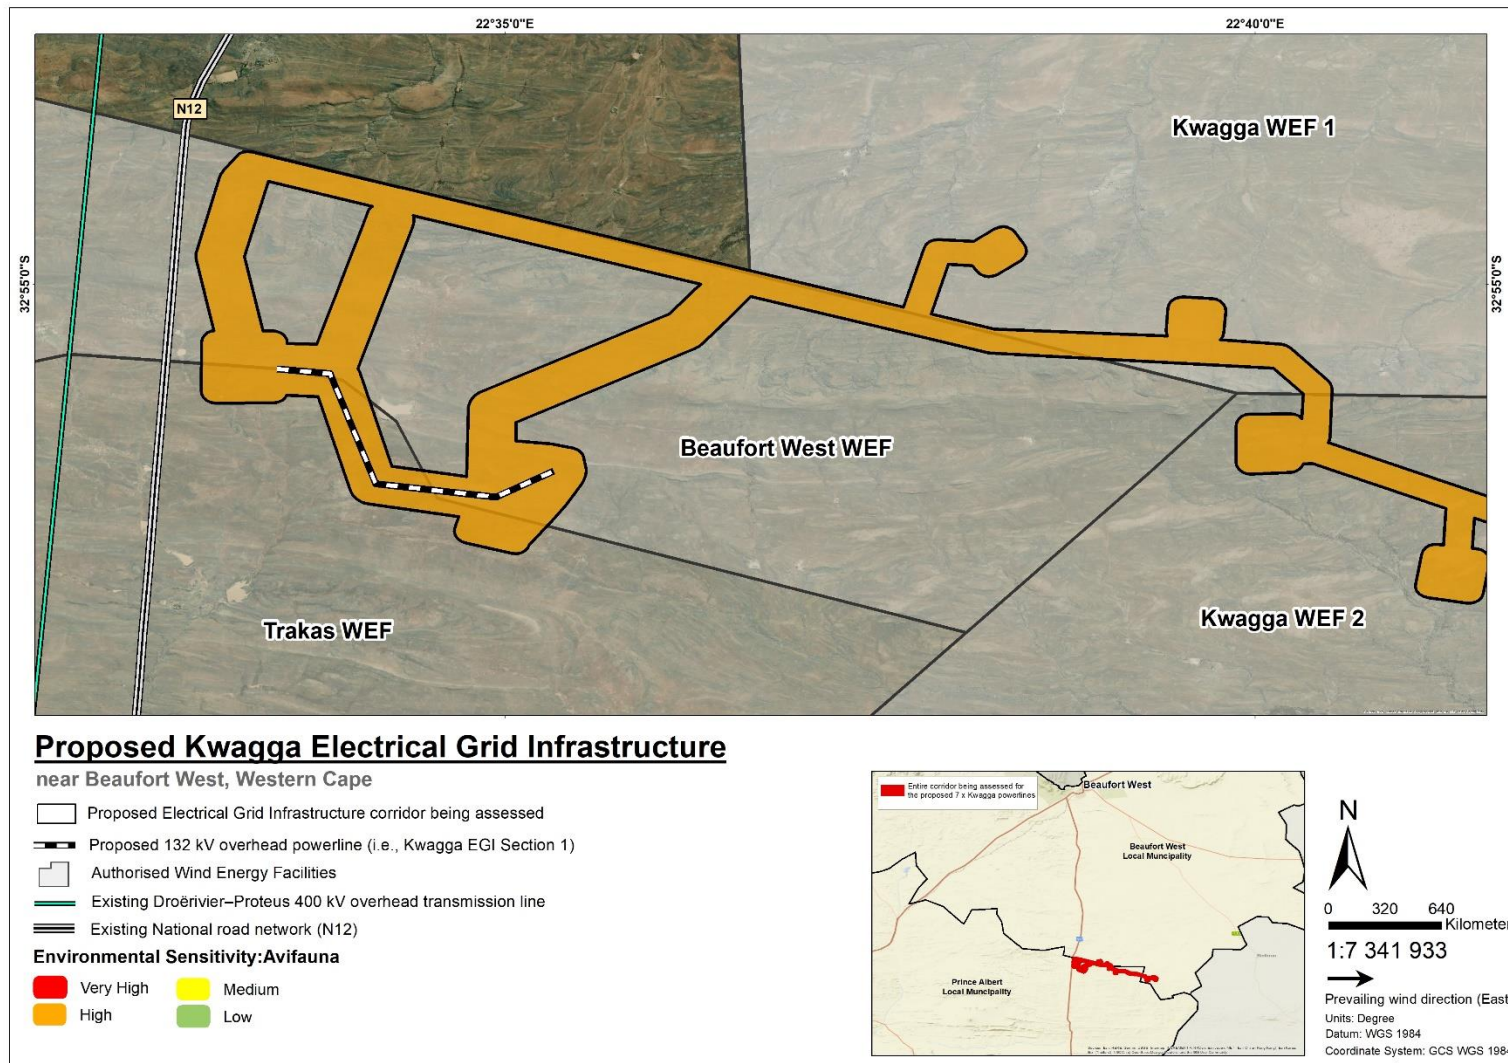 22°35'0"E
22°40'0"E
N12
Kwagga WEF 1
32°55'0"S
32°55'0"S
Beaufort West WEF
Trakas WEF
Kwagga WEF 2
Proposed Kwagga Electrical Grid Infrastructure
near Beaufort West, Western Cape
Proposed Electrical Grid Infrastructure corridor being assessed
Proposed 132 kV overhead powerline (i.e., Kwagga EGI Section 1)
Authorised Wind Energy Facilities
Existing Droërivier–Proteus 400 kV overhead transmission line
Existing National road network (N12)
Environmental Sensitivity:Avifauna
Very High
Medium
High
Low
Entire corridor being assessed for
the proposed 7 x Kwagga powerlines
Beaufort West
Beaufort West
Local Muncipality
Prince Albert
Local Municipality
N
0 320 640
Kilometer
1:7 341 933
Prevailing wind direction (East
Units: Degree
Datum: WGS 1984
Coordinate System: GCS WGS 198